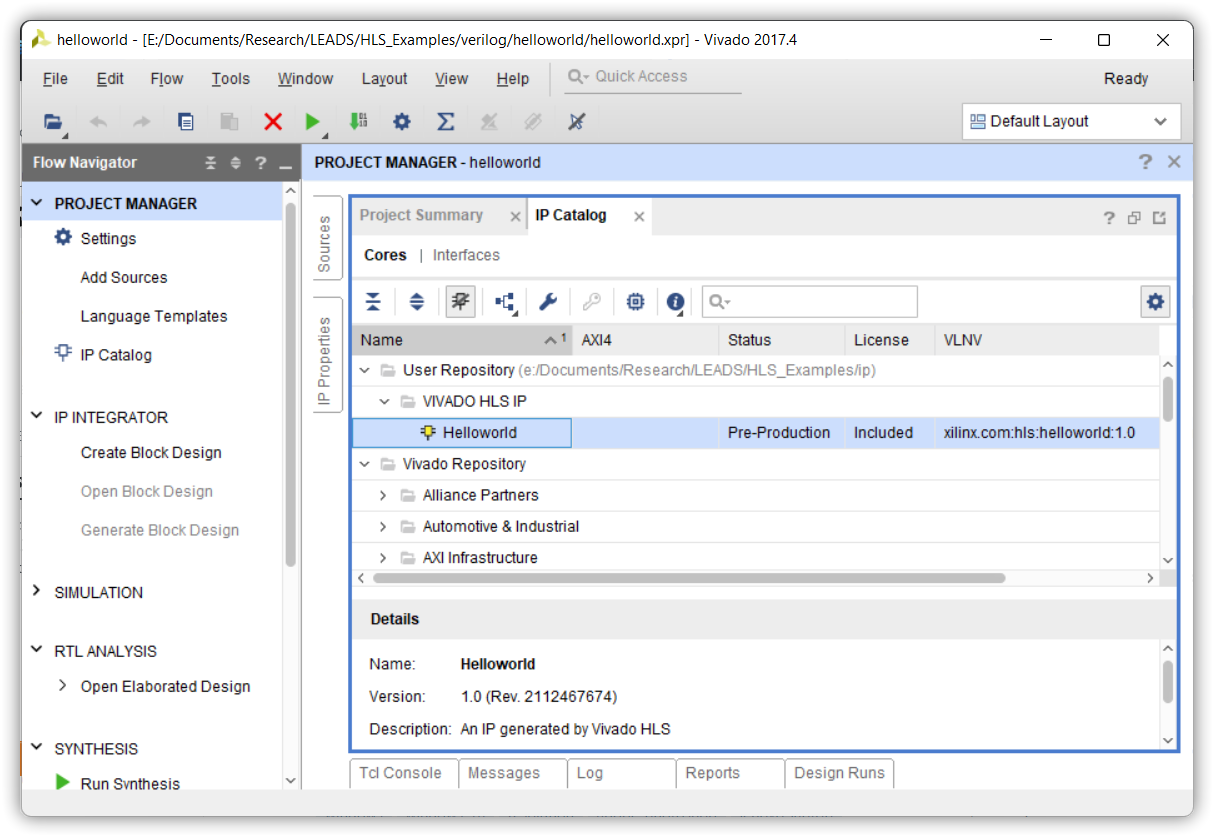 helloworld - [E:/Documents/Research/LEADS/HLS_Examples/verilog/helloworld/helloworld.xpr] - Vivado 2017.4
File Edit Flow Tools Window Layout View Help Quick Access Ready
Default Layout
Flow Navigator
PROJECT MANAGER
Settings
Add Sources
Language Templates
IP Catalog
IP INTEGRATOR
Create Block Design
Open Block Design
Generate Block Design
SIMULATION
RTL ANALYSIS
Open Elaborated Design
SYNTHESIS
Run Synthesis
PROJECT MANAGER - helloworld
Sources
IP Properties
Project Summary IP Catalog
Cores | Interfaces
Name 1 AXI4 Status License VLNV
User Repository (e:/Documents/Research/LEADS/HLS_Examples/ip)
VIVADO HLS IP
Helloworld Pre-Production Included xilinx.com:hls:helloworld:1.0
Vivado Repository
Alliance Partners
Automotive & Industrial
AXI Infrastructure
Details
Name: Helloworld
Version: 1.0 (Rev. 2112467674)
Description: An IP generated by Vivado HLS
Tcl Console Messages Log Reports Design Runs